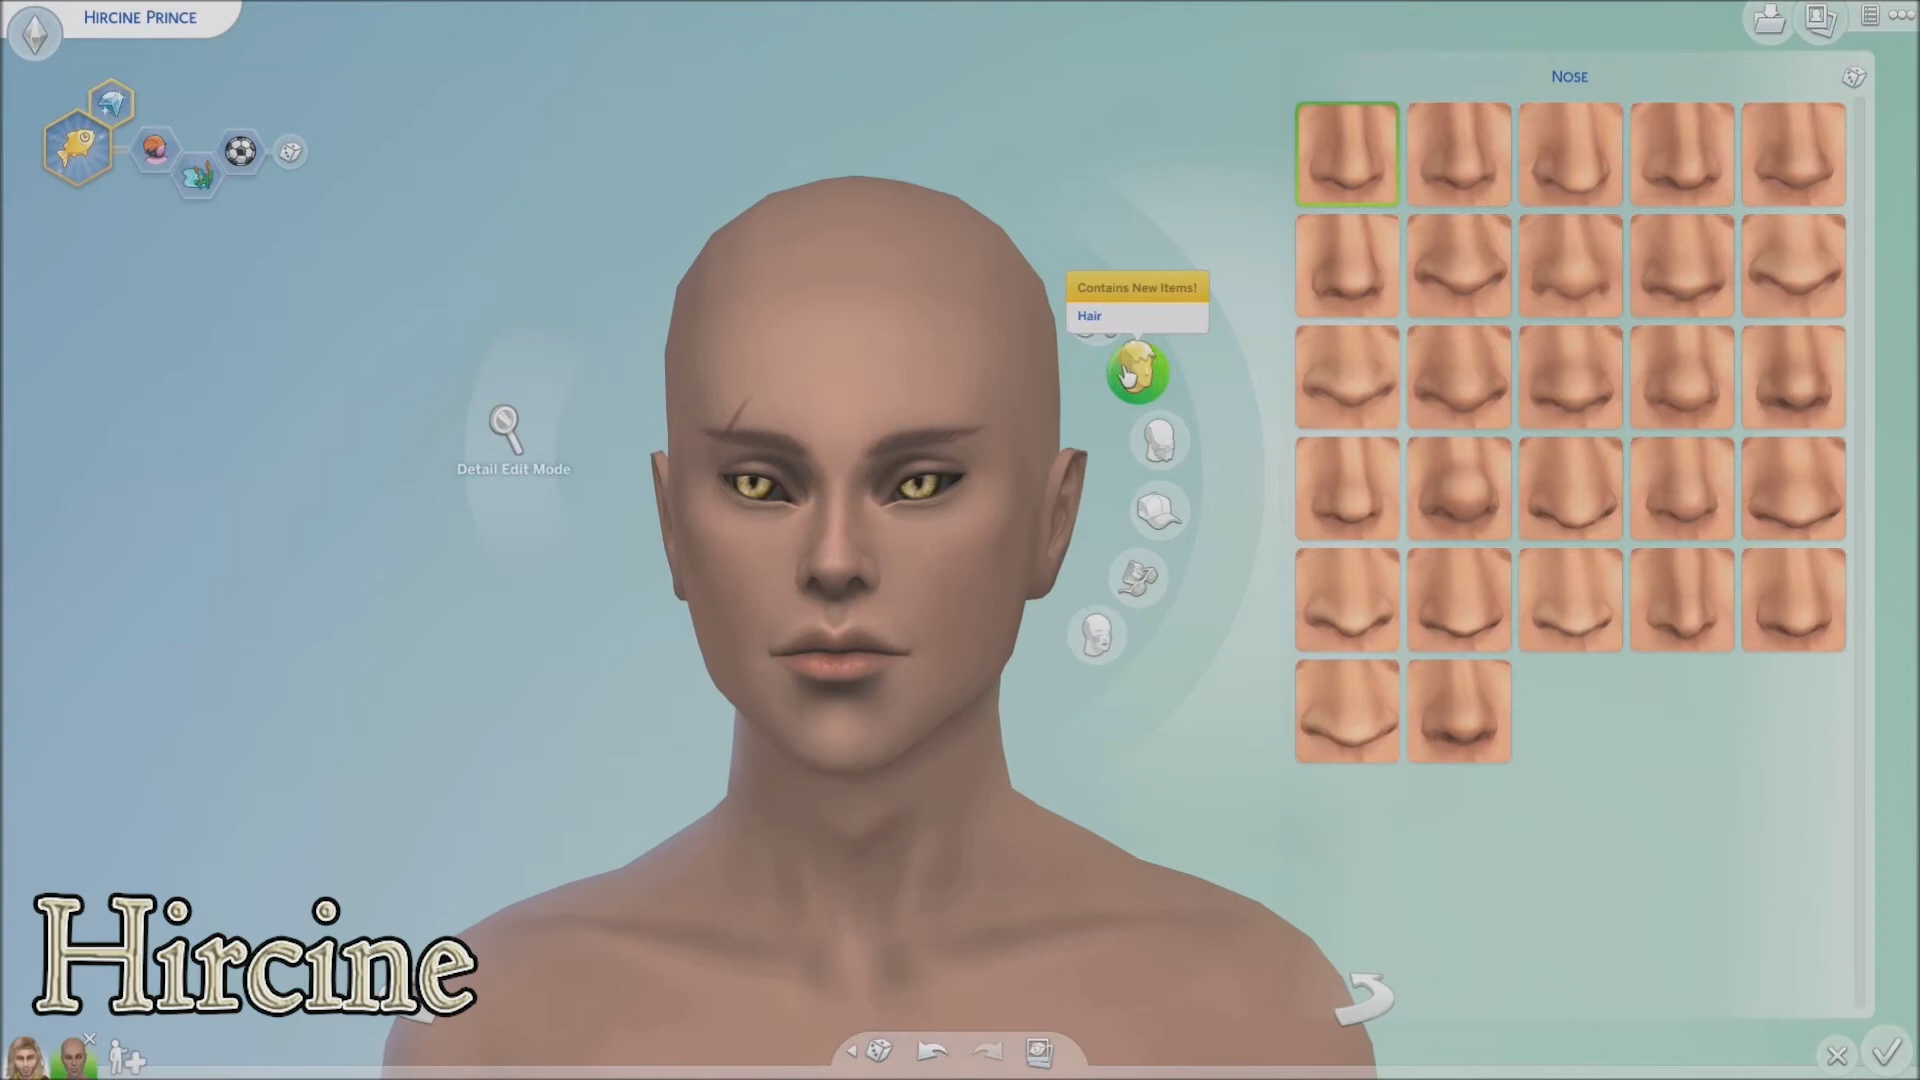 Hircine Prince
Nose
Contains New Items!
Hair
Detail Edit Mode
Hircine